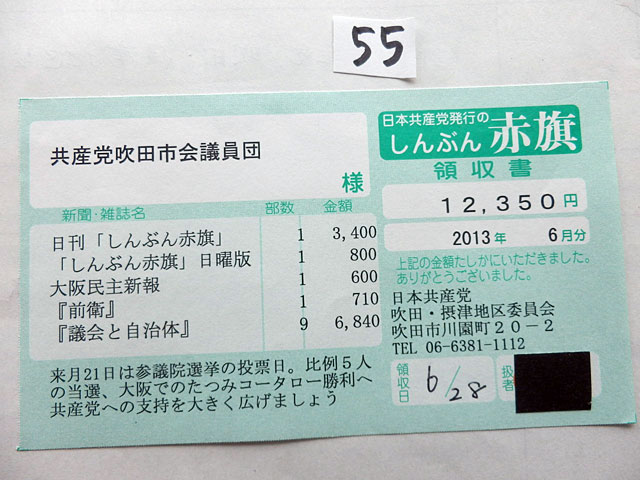 55
共産党吹田市会議員団
様
新聞・雑誌名 部数 金額
日刊「しんぶん赤旗」 1 3,400
「しんぶん赤旗」日曜版 1 800
大阪民主新報 1 600
『前衛』 1 710
『議会と自治体』 9 6,840
来月21日は参議院選挙の投票日。比例5人
の当選、大阪でのたつみコータロー勝利へ
共産党への支持を大きく広げましょう
日本共産党発行の
しんぶん赤旗
領収書
12,350円
2013年 6月分
上記の金額たしかにいただきました。
ありがとうございました。
日本共産党
吹田・摂津地区委員会
吹田市川園町20-2
TEL 06-6381-1112
領収日 6/28 扱者